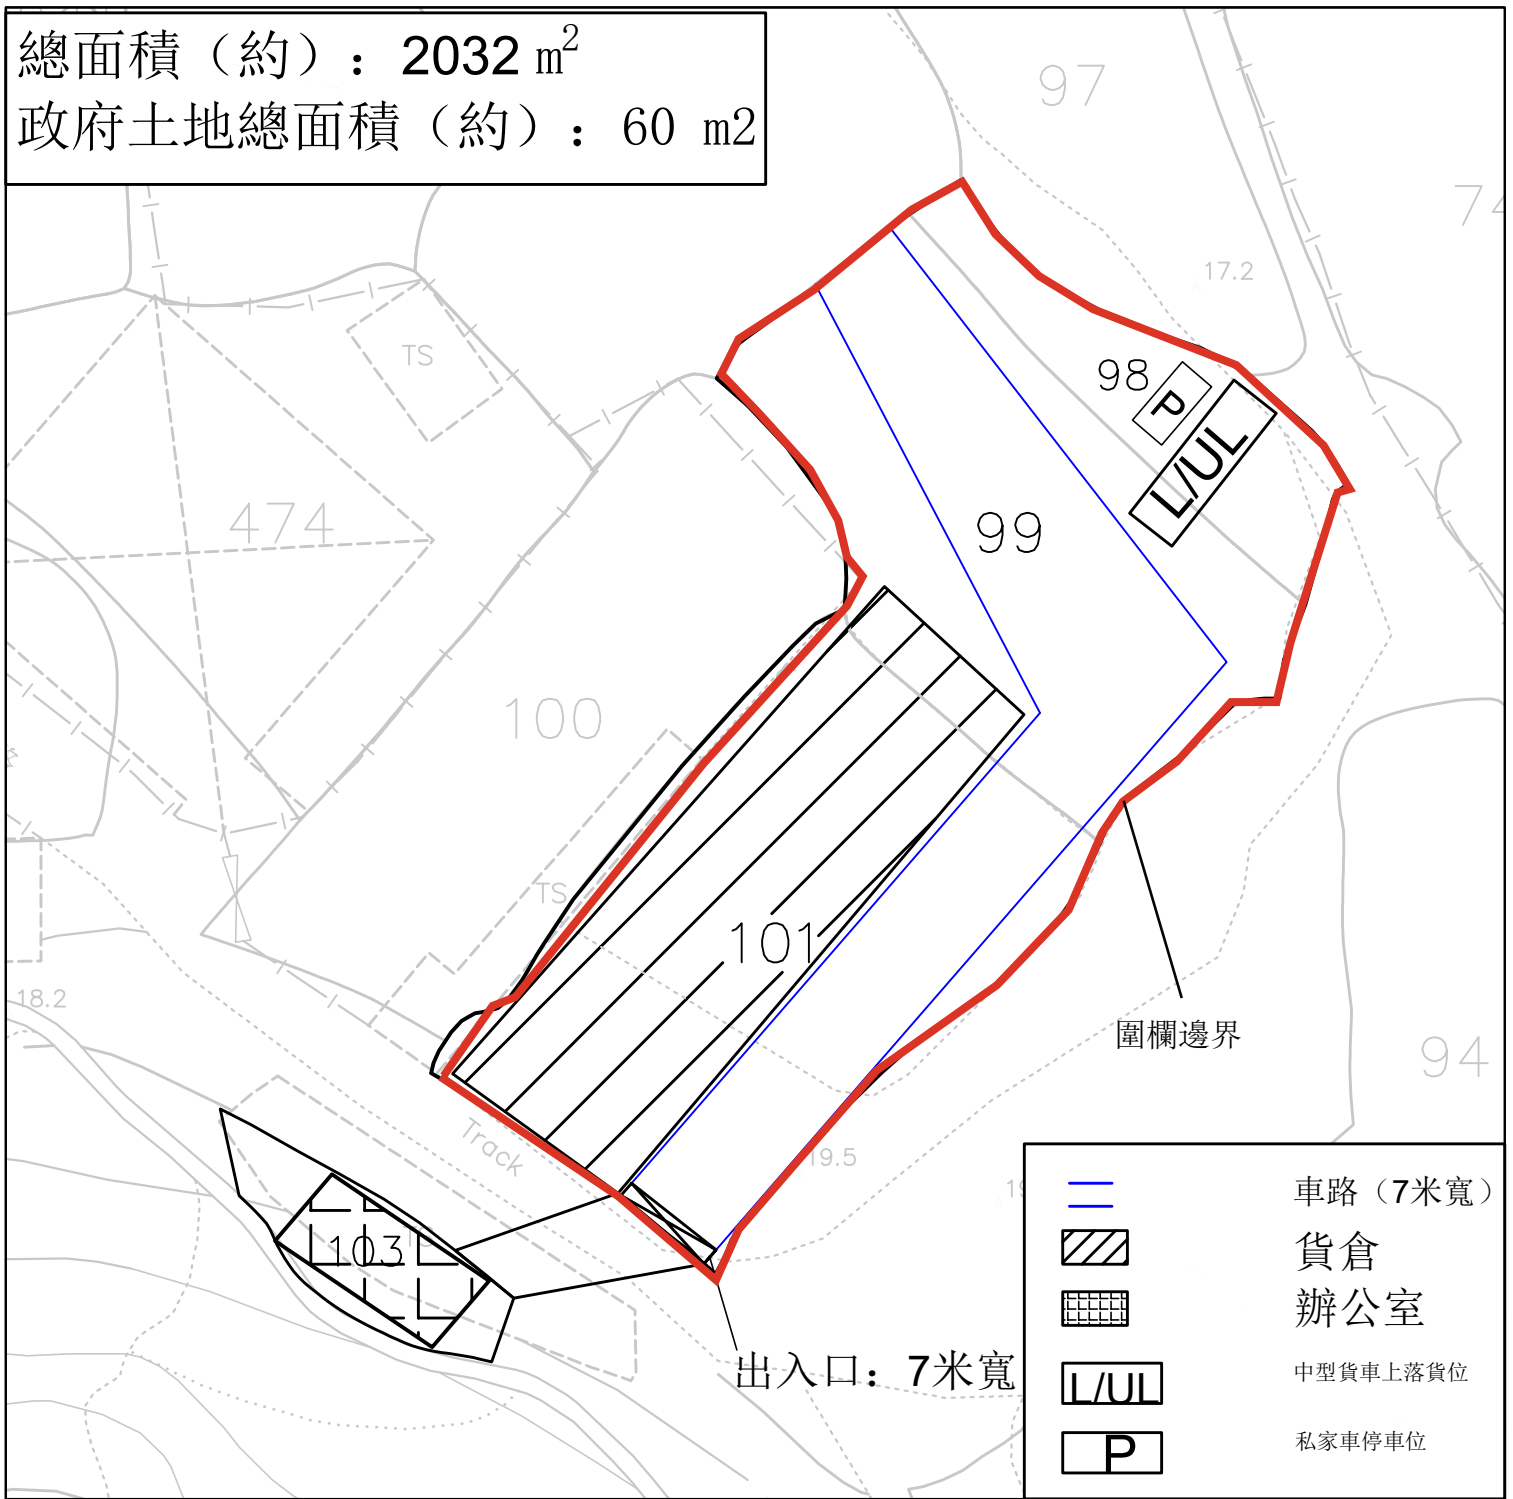 總面積（約）：2032 m²
政府土地總面積（約）：60 m2
97
17.2
TS
98
P
L/UL
474
99
100
TS
101
18.2
圍欄邊界
94
Track
19.5
103
出入口：7米寬
車路（7米寬）
貨倉
辦公室
L/UL 中型貨車上落貨位
P 私家車停車位